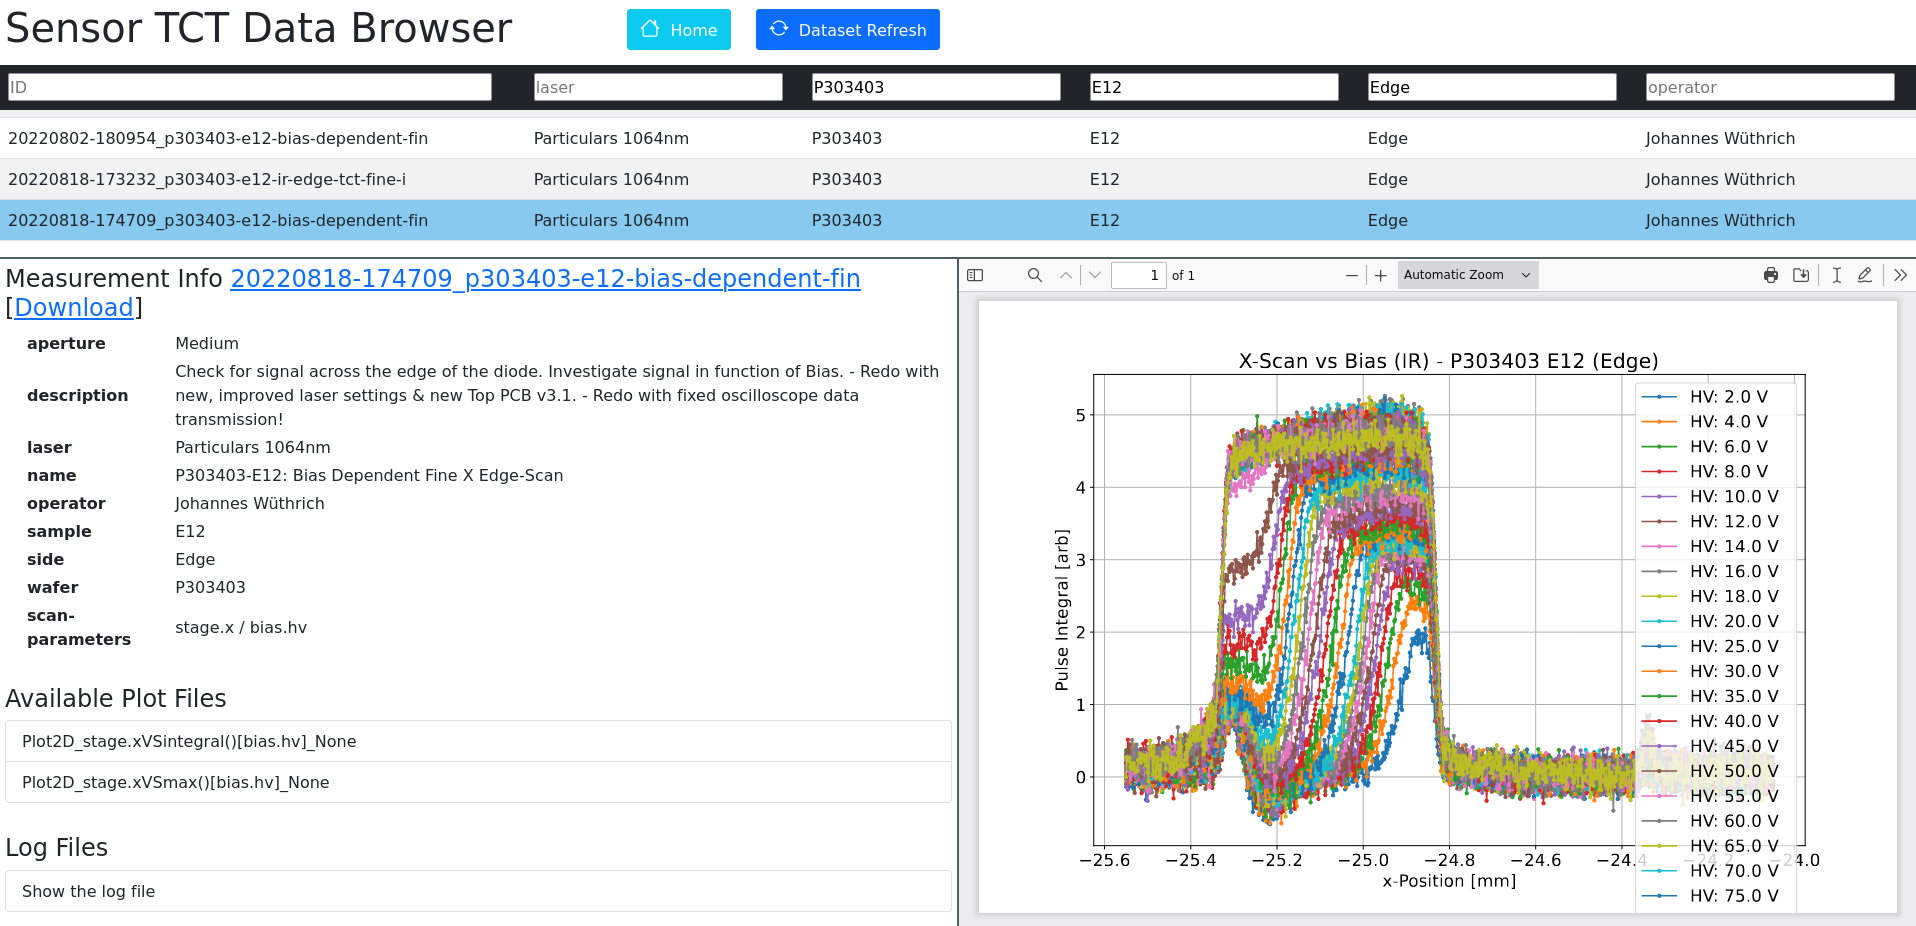 Sensor TCT Data Browser
Home
Dataset Refresh
ID laser P303403 E12 Edge operator
20220802-180954_p303403-e12-bias-dependent-fin Particulars 1064nm P303403 E12 Edge Johannes Wüthrich
20220818-173232_p303403-e12-ir-edge-tct-fine-i Particulars 1064nm P303403 E12 Edge Johannes Wüthrich
20220818-174709_p303403-e12-bias-dependent-fin Particulars 1064nm P303403 E12 Edge Johannes Wüthrich
Measurement Info 20220818-174709_p303403-e12-bias-dependent-fin
[Download]
aperture Medium
description Check for signal across the edge of the diode. Investigate signal in function of Bias. - Redo with
new, improved laser settings & new Top PCB v3.1. - Redo with fixed oscilloscope data
transmission!
laser Particulars 1064nm
name P303403-E12: Bias Dependent Fine X Edge-Scan
operator Johannes Wüthrich
sample E12
side Edge
wafer P303403
scan-
parameters stage.x / bias.hv
Available Plot Files
Plot2D_stage.xVSintegral()[bias.hv]_None
Plot2D_stage.xVSmax()[bias.hv]_None
Log Files
Show the log file
1 of 1
Automatic Zoom
X-Scan vs Bias (IR) - P303403 E12 (Edge)
Pulse Integral [arb]
5
4
3
2
1
0
−25.6 −25.4 −25.2 −25.0 −24.8 −24.6 −24.4 −24.2 −24.0
x-Position [mm]
HV: 2.0 V
HV: 4.0 V
HV: 6.0 V
HV: 8.0 V
HV: 10.0 V
HV: 12.0 V
HV: 14.0 V
HV: 16.0 V
HV: 18.0 V
HV: 20.0 V
HV: 25.0 V
HV: 30.0 V
HV: 35.0 V
HV: 40.0 V
HV: 45.0 V
HV: 50.0 V
HV: 55.0 V
HV: 60.0 V
HV: 65.0 V
HV: 70.0 V
HV: 75.0 V